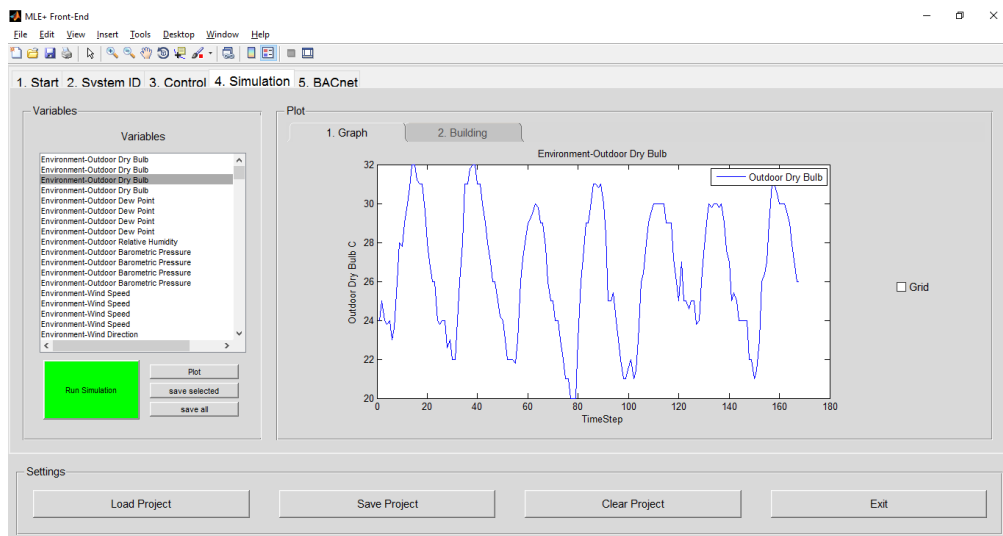 MLE+ Front-End
File Edit View Insert Tools Desktop Window Help
1. Start 2. System ID 3. Control 4. Simulation 5. BACnet
Variables
Variables
Environment-Outdoor Dry Bulb
Environment-Outdoor Dry Bulb
Environment-Outdoor Dry Bulb
Environment-Outdoor Dry Bulb
Environment-Outdoor Dew Point
Environment-Outdoor Dew Point
Environment-Outdoor Dew Point
Environment-Outdoor Dew Point
Environment-Outdoor Relative Humidity
Environment-Outdoor Barometric Pressure
Environment-Outdoor Barometric Pressure
Environment-Outdoor Barometric Pressure
Environment-Outdoor Barometric Pressure
Environment-Wind Speed
Environment-Wind Speed
Environment-Wind Speed
Environment-Wind Speed
Environment-Wind Direction
Run Simulation
Plot
save selected
save all
Plot
1. Graph
2. Building
Environment-Outdoor Dry Bulb
Outdoor Dry Bulb
32
30
28
26
24
22
20
Outdoor Dry Bulb C
0 20 40 60 80 100 120 140 160 180
TimeStep
Grid
Settings
Load Project
Save Project
Clear Project
Exit